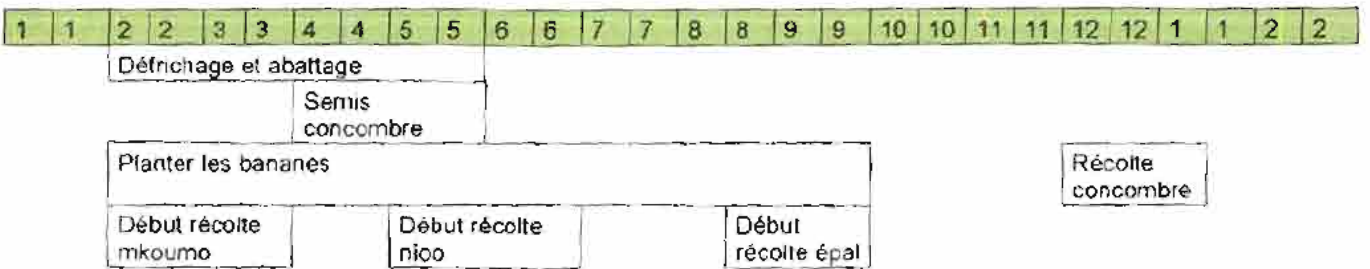 1 1 2 2 3 3 4 4 5 5 6 6 7 7 8 8 8 9 9 10 10 11 11 12 12 1 1 2 2
Défrichage et abattage
Semis
concombre
Planter les bananes
Récolte
concombre
Début récolte
mkoumo
Début récolte
nioo
Début
récolte épal